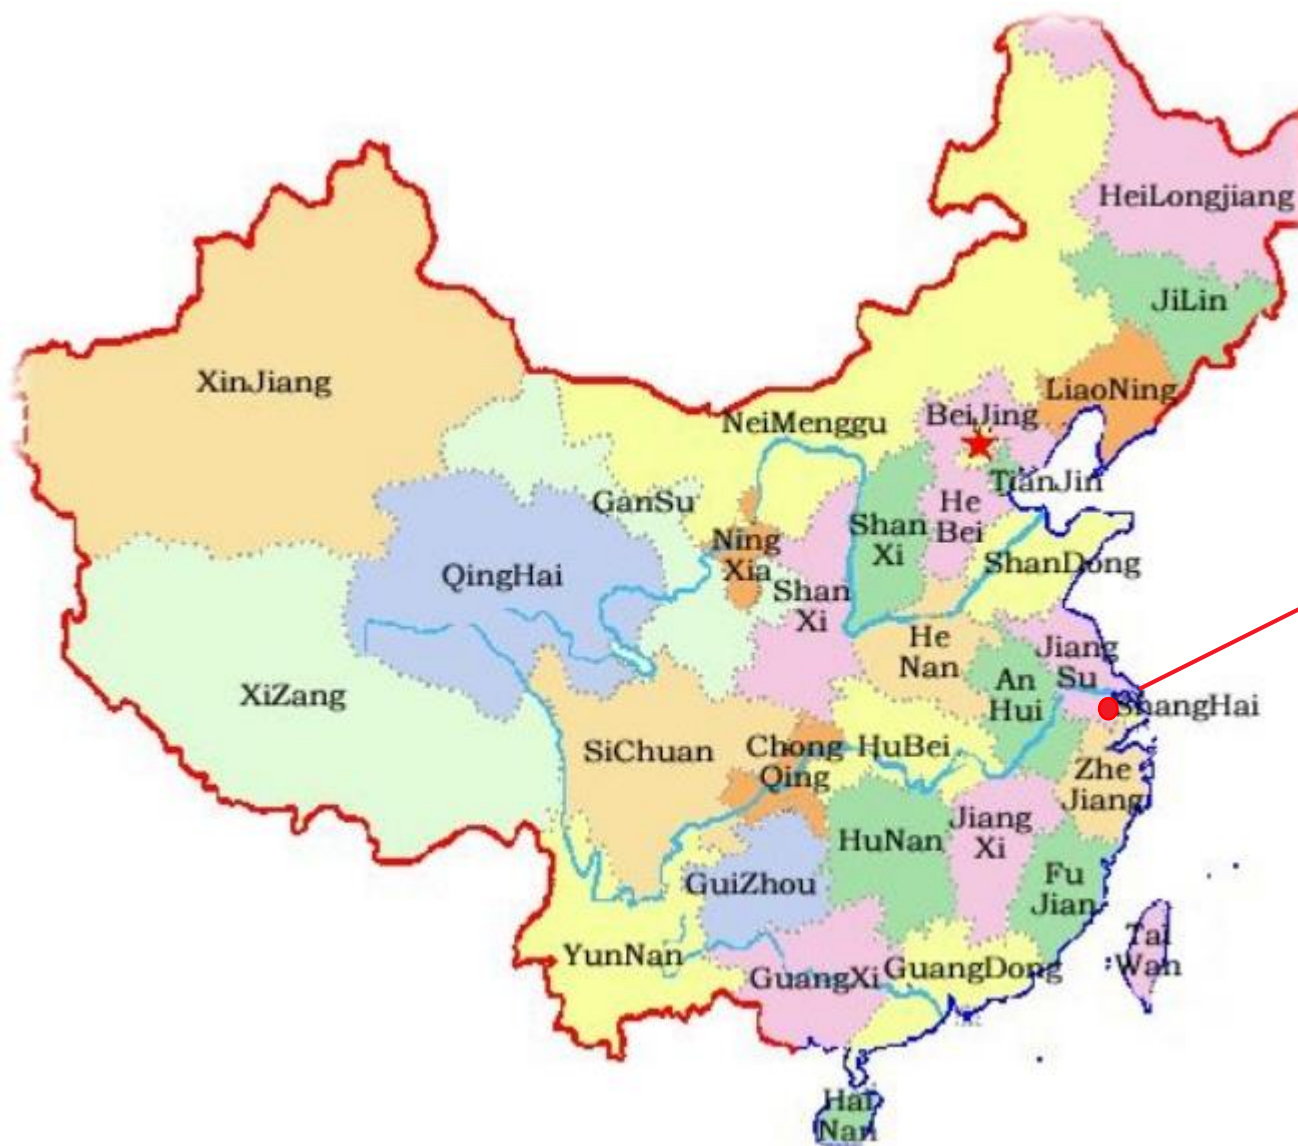 HeiLongjiang
JiLin
XinJiang
LiaoNing
BeiJing
NeiMenggu
TianJin
GanSu
He
Bei
Shan
Xi
Ning
Xia
ShanDong
QingHai
Shan
Xi
He
Nan
Jiang
Su
An
Hui
XiZang
ShangHai
SiChuan
Chong
Qing
HuBei
Zhe
Jiang
HuNan
Jiang
Xi
GuiZhou
Fu
Jian
YunNan
GuangXi
GuangDong
Tai
Wan
Hai
Nan